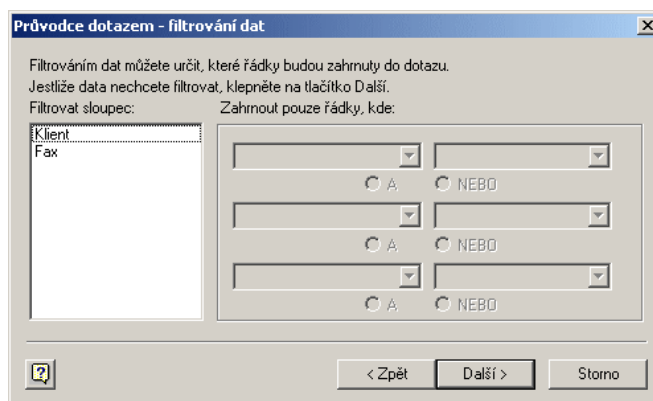 Průvodce dotazem - filtrování dat
Filtrováním dat můžete určit, které řádky budou zahrnuty do dotazu.
Jestliže data nechcete filtrovat, klepněte na tlačítko Další.
Filtrovat sloupec: Zahrnout pouze řádky, kde:
Klient
Fax
A NEBO
A NEBO
A NEBO
< Zpět Další > Storno